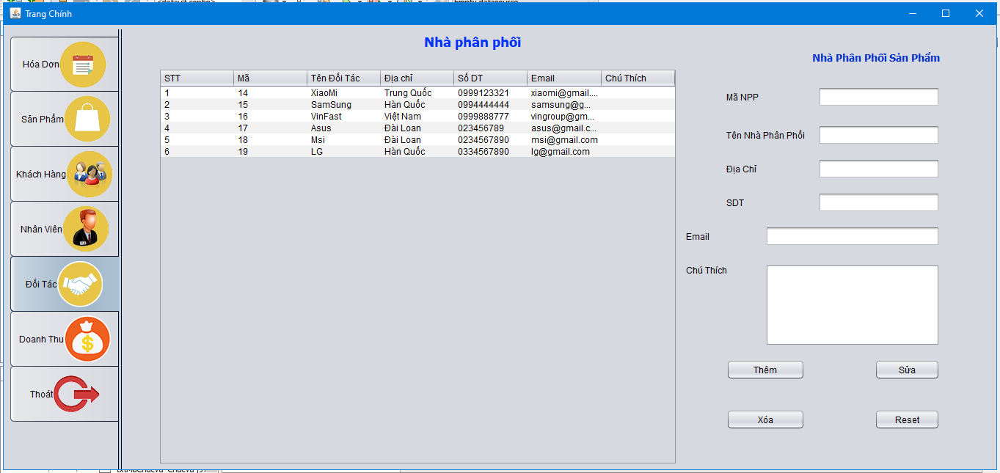 <default config>
Empty datasource
Trang Chính
Hóa Dơn
Sản Phẩm
Khách Hàng
Nhân Viên
Đối Tác
Doanh Thu
Thoát
Nhà phân phối
STT Mã Tên Đối Tác Địa chỉ Số DT Email Chú Thích
1 14 XiaoMi Trung Quốc 0999123321 xiaomi@gmail....
2 15 SamSung Hàn Quốc 0994444444 samsung@g...
3 16 VinFast Việt Nam 0999888777 vingroup@gm...
4 17 Asus Đài Loan 023456789 asus@gmail.c...
5 18 Msi Đài Loan 0234567890 msi@gmail.com
6 19 LG Hàn Quốc 0334567890 lg@gmail.com
Nhà Phân Phối Sản Phẩm
Mã NPP
Tên Nhà Phân Phối
Địa Chỉ
SDT
Email
Chú Thích
Thêm Sửa
Xóa Reset